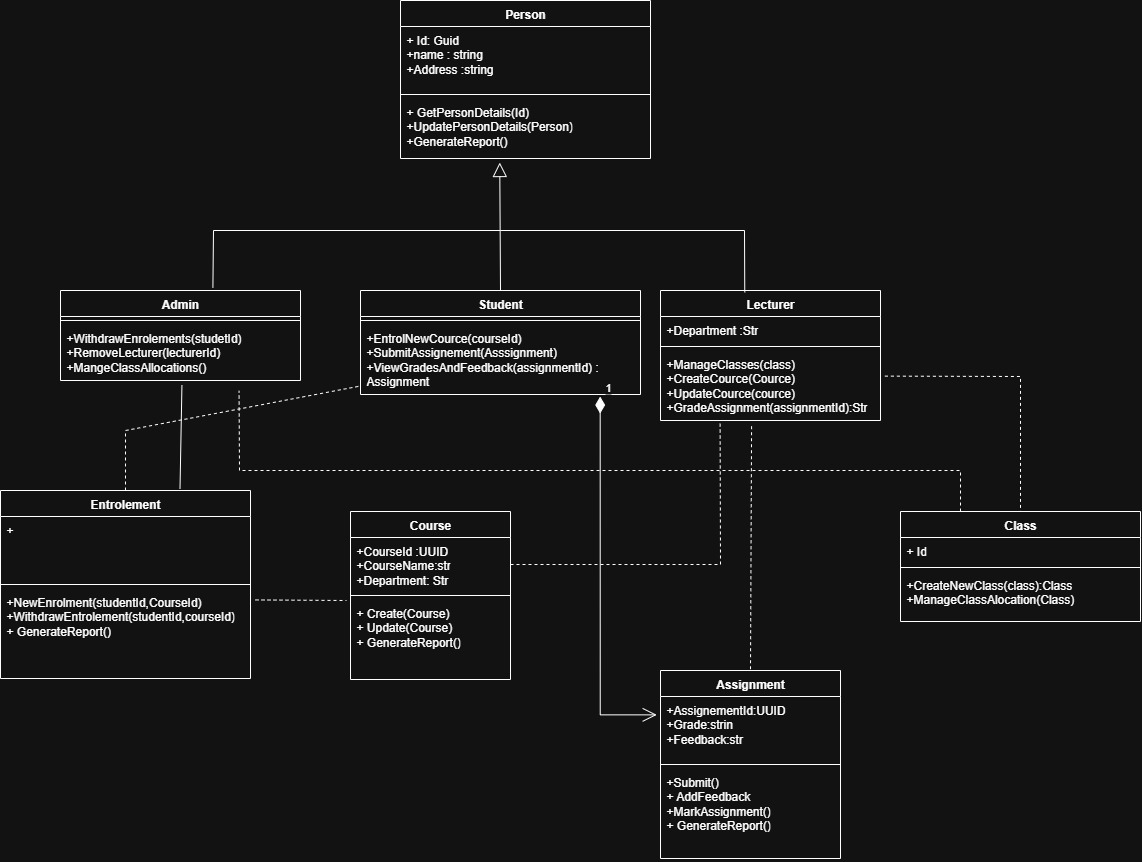 Person
+ Id: Guid
+name : string
+Address :string
+ GetPersonDetails(Id)
+UpdatePersonDetails(Person)
+GenerateReport()
Admin
+WithdrawEnrolements(studetId)
+RemoveLecturer(lecturerId)
+MangeClassAllocations()
Student
+EntrolNewCource(courseId)
+SubmitAssignement(Asssignment)
+ViewGradesAndFeedback(assignmentId) :
Assignment
1
Lecturer
+Department :Str
+ManageClasses(class)
+CreateCource(Cource)
+UpdateCource(cource)
+GradeAssignment(assignmentId):Str
Entrolement
+
+NewEnrolment(studentId,CourseId)
+WithdrawEntrolement(studentId,courseId)
+ GenerateReport()
Course
+CourseId :UUID
+CourseName:str
+Department: Str
+ Create(Course)
+ Update(Course)
+ GenerateReport()
Class
+ Id
+CreateNewClass(class):Class
+ManageClassAlocation(Class)
Assignment
+AssignementId:UUID
+Grade:strin
+Feedback:str
+Submit()
+ AddFeedback
+MarkAssignment()
+ GenerateReport()